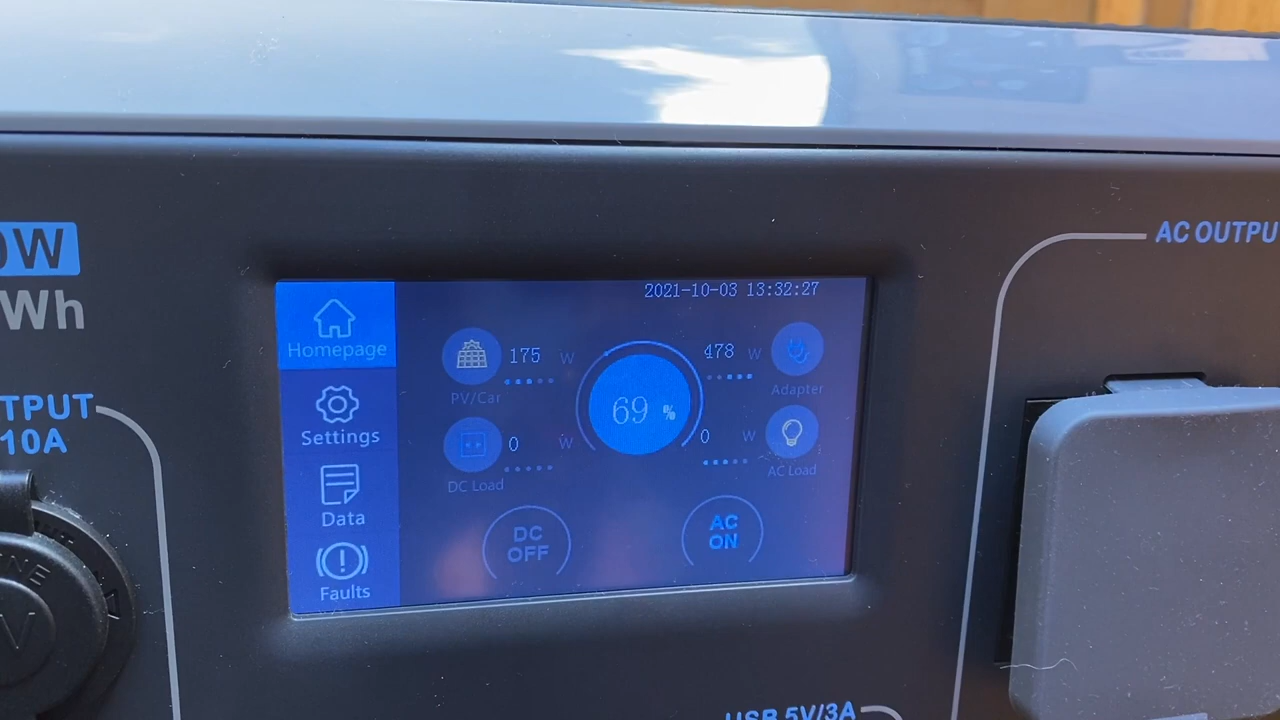 0W
Wh
TPUT
10A
Homepage
Settings
Data
Faults
2021-10-03 13:32:27
175 W
PV/Car
478 W
Adapter
69 %
0 W
DC Load
0 W
AC Load
DC
OFF
AC
ON
AC OUTPU
USB 5V/3A